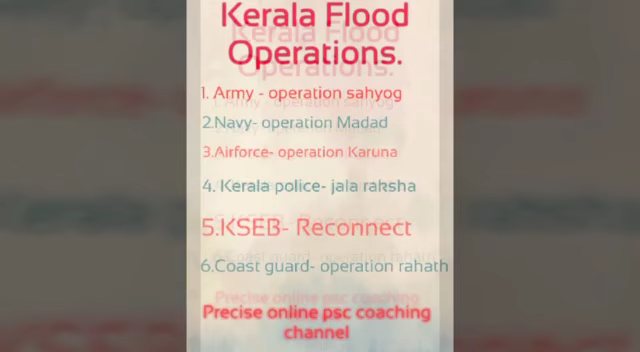 Kerala Flood
Operations.
1. Army - operation sahyog
2.Navy- operation Madad
3.Airforce- operation Karuna
4. Kerala police- jala raksha
5.KSEB- Reconnect
6.Coast guard- operation rahath
Precise online psc coaching
channel